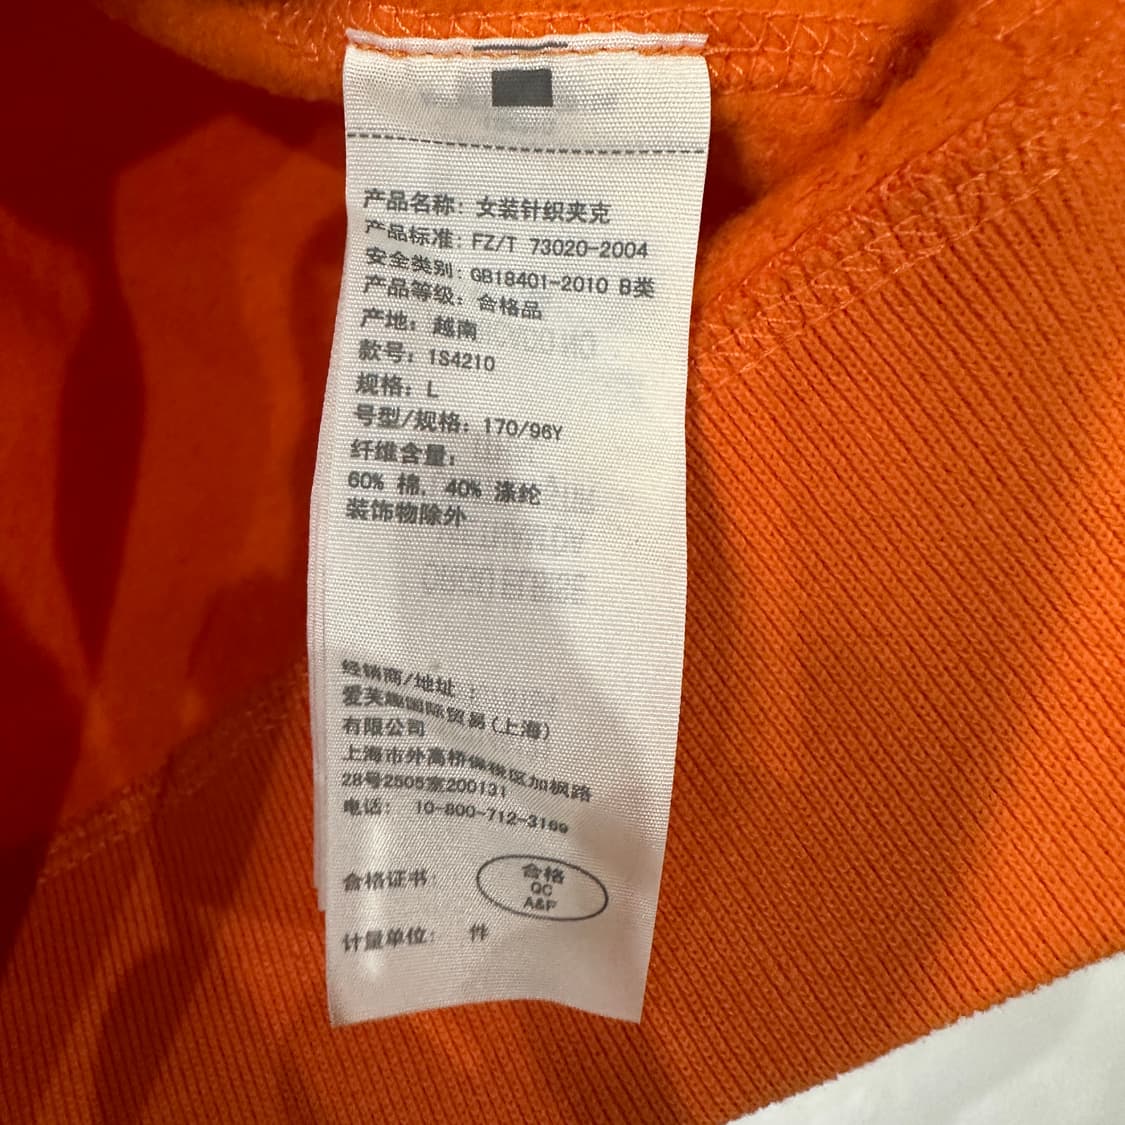 产品名称: 女装针织夹克
产品标准: FZ/T 73020-2004
安全类别: GB18401-2010 B类
产品等级: 合格品
产地: 越南
款号: 1S4210
规格: L
号型/规格: 170/96Y
纤维含量:
60% 棉, 40% 涤纶
装饰物除外
经销商/地址 :
爱芙趣国际贸易(上海)
有限公司
上海市外高桥保税区加枫路
28号2505室200131
电话: 10-800-712-3169
合格证书:
合格
QC
A&F
计量单位: 件